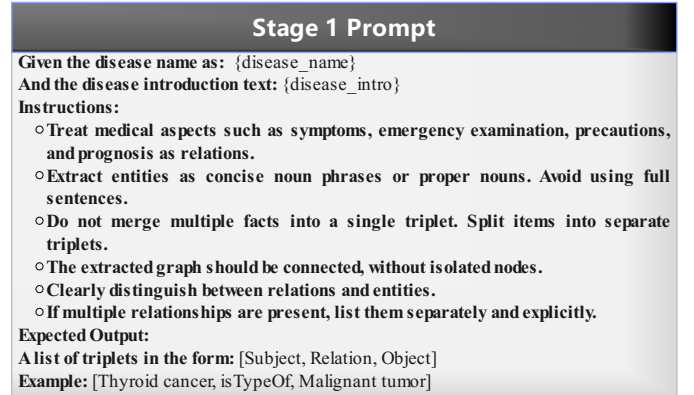 Stage 1 Prompt
Given the disease name as: {disease_name}
And the disease introduction text: {disease_intro}
Instructions:
○ Treat medical aspects such as symptoms, emergency examination, precautions,
and prognosis as relations.
○ Extract entities as concise noun phrases or proper nouns. Avoid using full
sentences.
○ Do not merge multiple facts into a single triplet. Split items into separate
triplets.
○ The extracted graph should be connected, without isolated nodes.
○ Clearly distinguish between relations and entities.
○ If multiple relationships are present, list them separately and explicitly.
Expected Output:
A list of triplets in the form: [Subject, Relation, Object]
Example: [Thyroid cancer, isTypeOf, Malignant tumor]